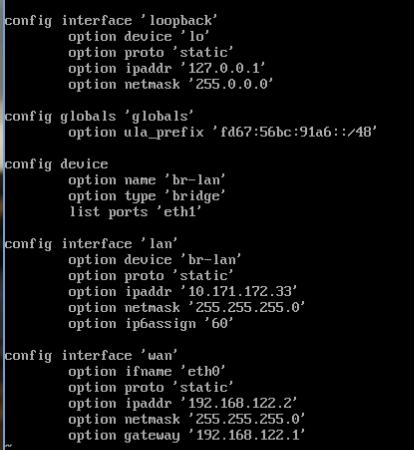 config interface 'loopback'
option device 'lo'
option proto 'static'
option ipaddr '127.0.0.1'
option netmask '255.0.0.0'
config globals 'globals'
option ula_prefix 'fd67:56bc:91a6::/48'
config device
option name 'br-lan'
option type 'bridge'
list ports 'eth1'
config interface 'lan'
option device 'br-lan'
option proto 'static'
option ipaddr '10.171.172.33'
option netmask '255.255.255.0'
option ip6assign '60'
config interface 'wan'
option ifname 'eth0'
option proto 'static'
option ipaddr '192.168.122.2'
option netmask '255.255.255.0'
option gateway '192.168.122.1'
~